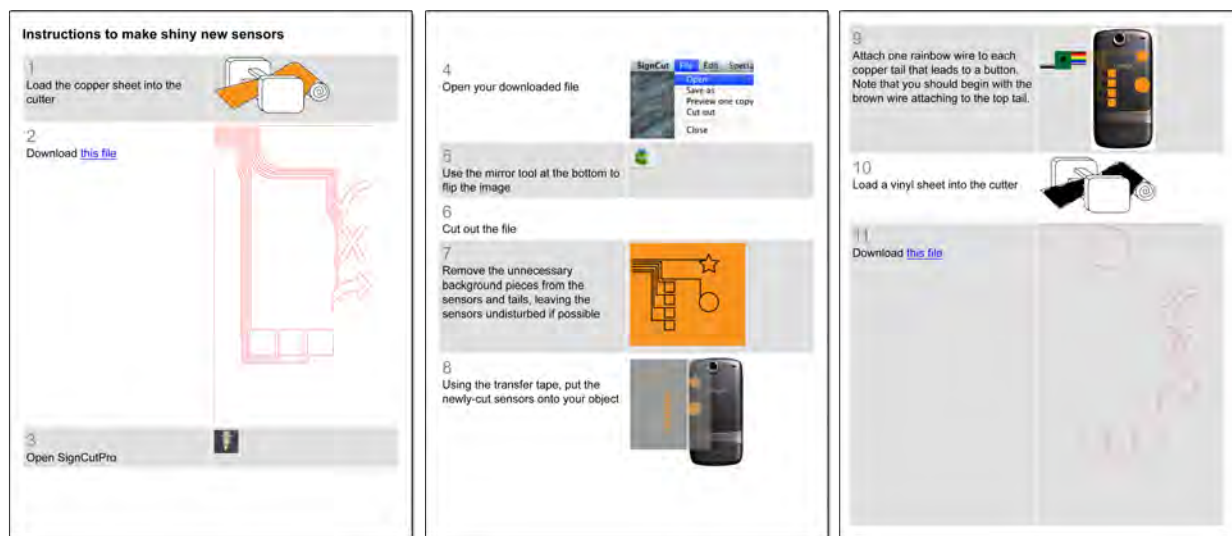 Instructions to make shiny new sensors
1
Load the copper sheet into the
cutter
2
Download this file
3
Open SignCutPro
4
Open your downloaded file
SignCut File Edit Specia
Open
Save as
Preview one copy
Cut out
Close
5
Use the mirror tool at the bottom to
flip the image
6
Cut out the file
7
Remove the unnecessary
background pieces from the
sensors and tails, leaving the
sensors undisturbed if possible
8
Using the transfer tape, put the
newly-cut sensors onto your object
9
Attach one rainbow wire to each
copper tail that leads to a button.
Note that you should begin with the
brown wire attaching to the top tail.
10
Load a vinyl sheet into the cutter
11
Download this file